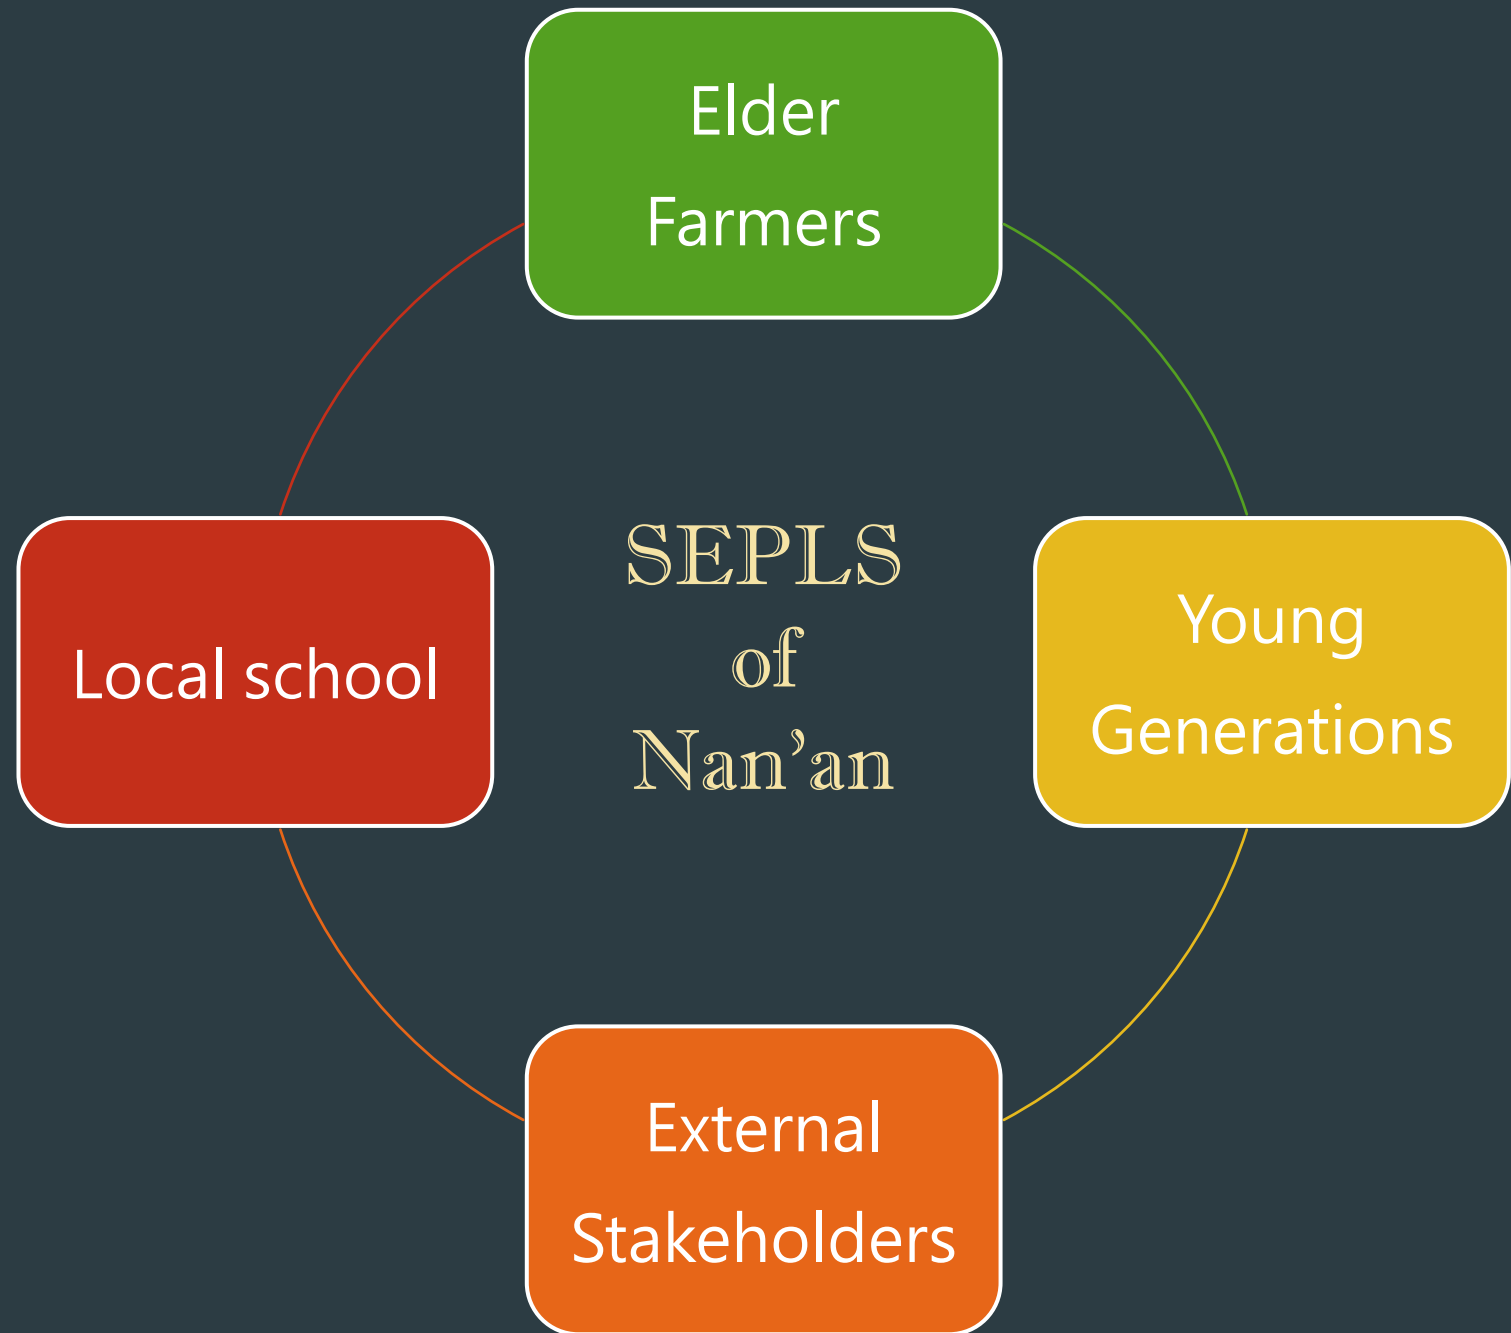 Elder
Farmers
SEPLS
of
Nan’an
Local school
Young
Generations
External
Stakeholders